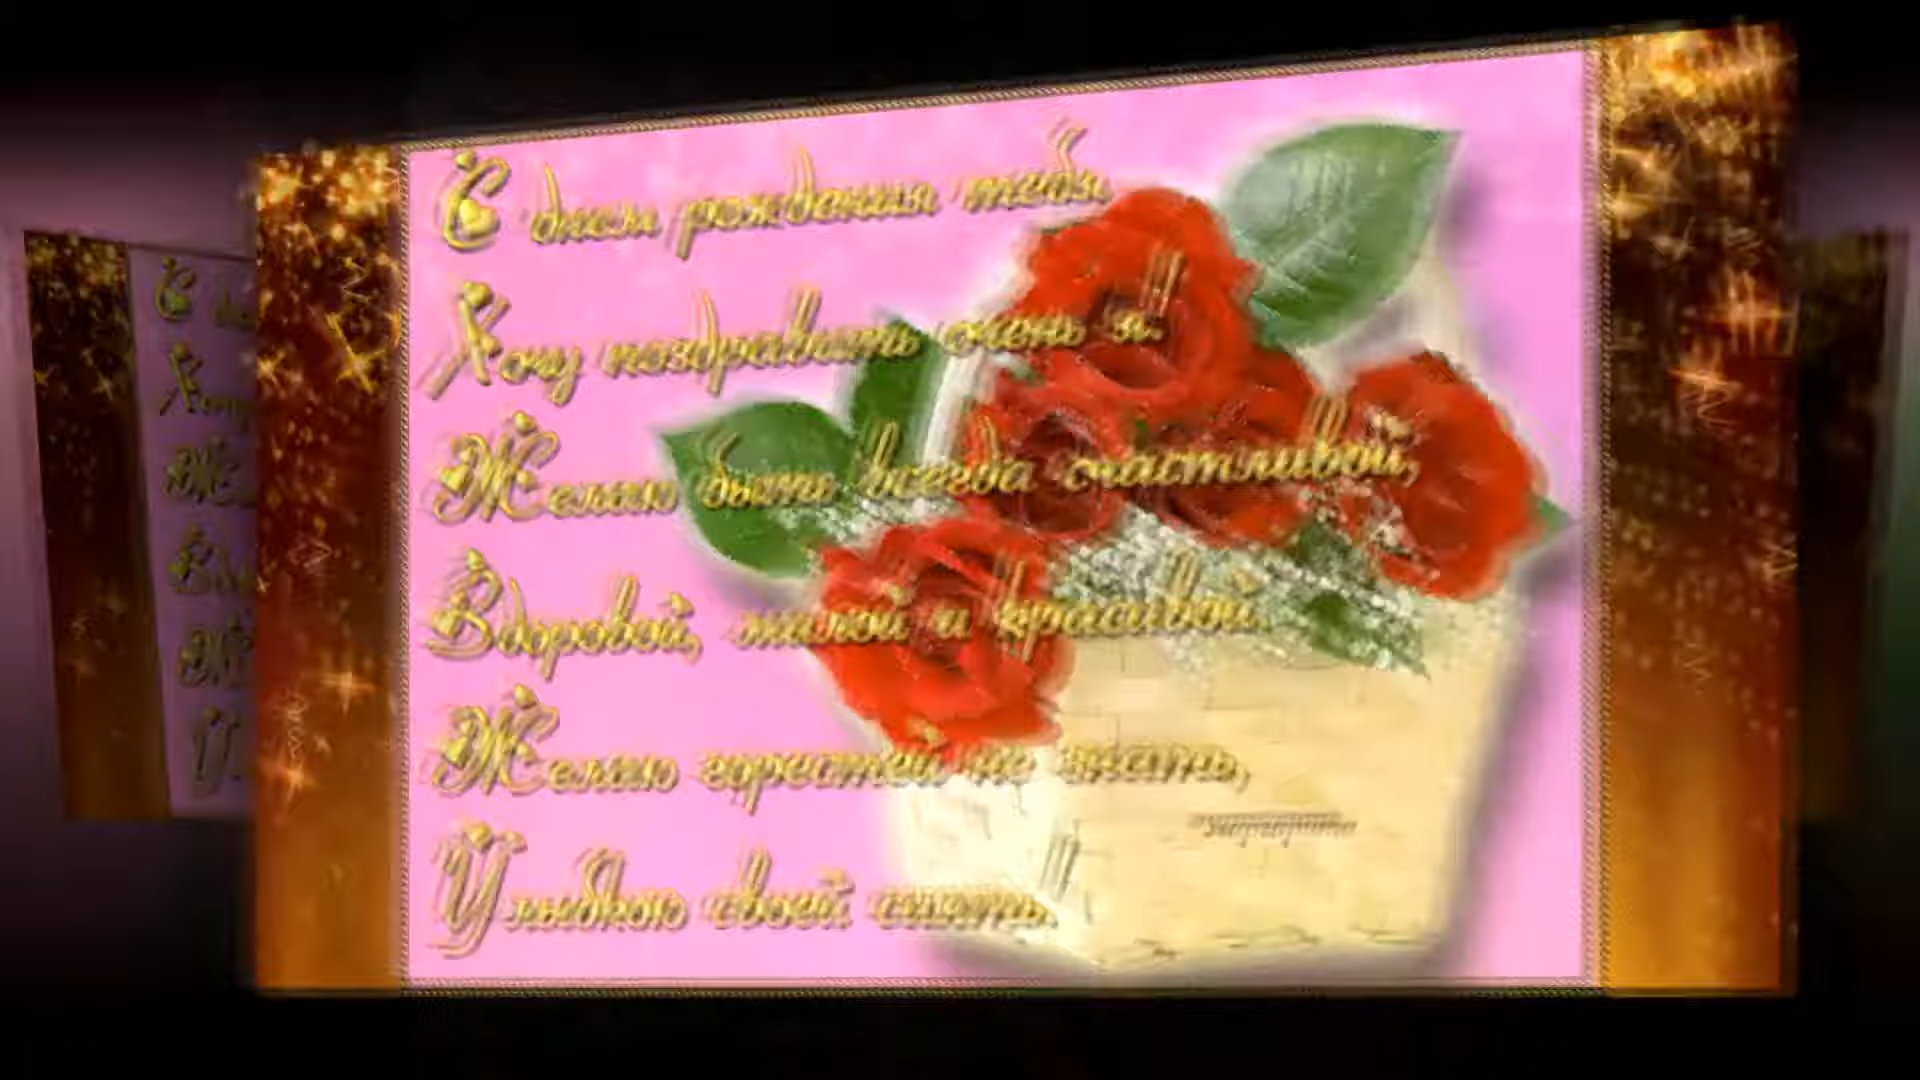 С днем рождения тебя,
Хочу поздравить очень я!
Желаю быть всегда счастливой,
Здоровой, милой и красивой.
Желаю горестей не знать,
Улыбкою своей сиять!